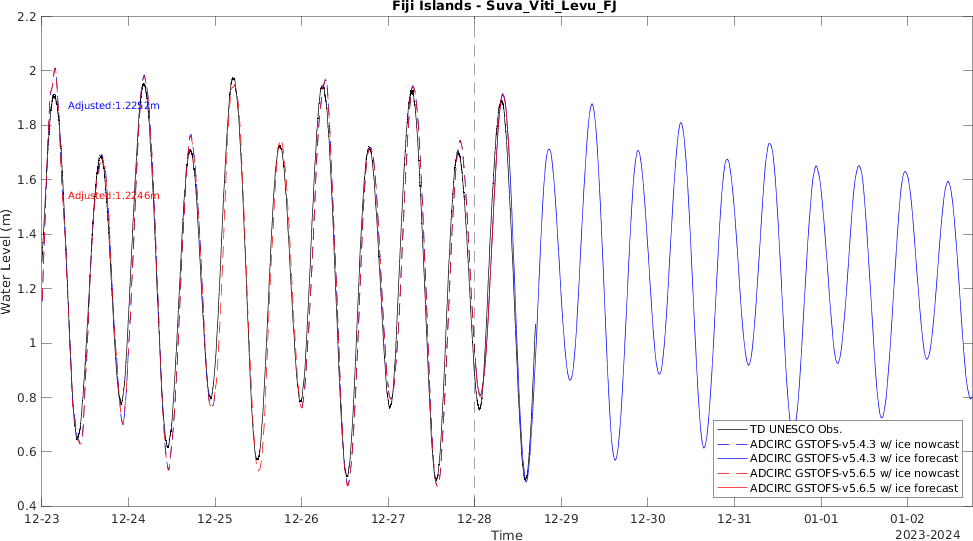 Fiji Islands - Suva_Viti_Levu_FJ
Water Level (m)
2.2
2
1.8
1.6
1.4
1.2
1
0.8
0.6
0.4
Adjusted:1.2252m
Adjusted:1.2246m
TD UNESCO Obs.
ADCIRC GSTOFS-v5.4.3 w/ ice nowcast
ADCIRC GSTOFS-v5.4.3 w/ ice forecast
ADCIRC GSTOFS-v5.6.5 w/ ice nowcast
ADCIRC GSTOFS-v5.6.5 w/ ice forecast
12-23 12-24 12-25 12-26 12-27 12-28 12-29 12-30 12-31 01-01 01-02
Time
2023-2024